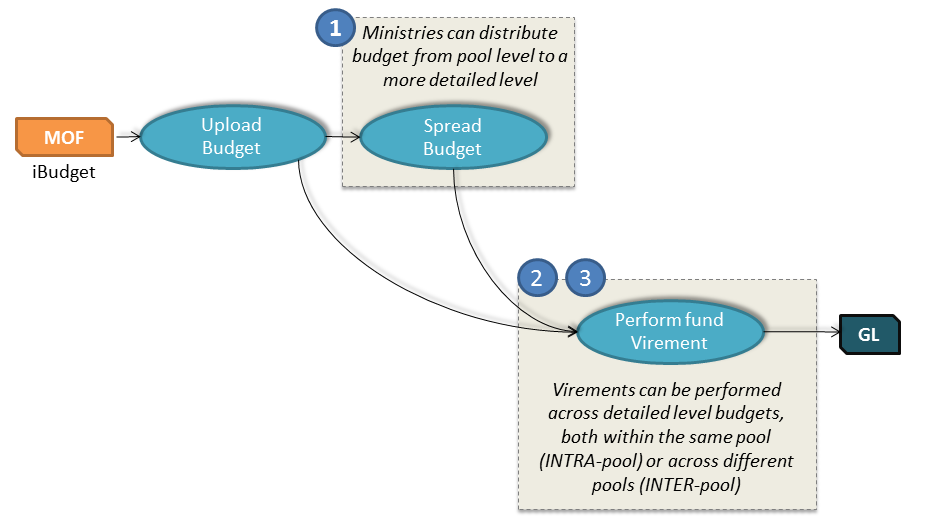 1
Ministries can distribute
budget from pool level to a
more detailed level
MOF
iBudget
Upload
Budget
Spread
Budget
2
3
Perform fund
Virement
GL
Virements can be performed
across detailed level budgets,
both within the same pool
(INTRA-pool) or across different
pools (INTER-pool)